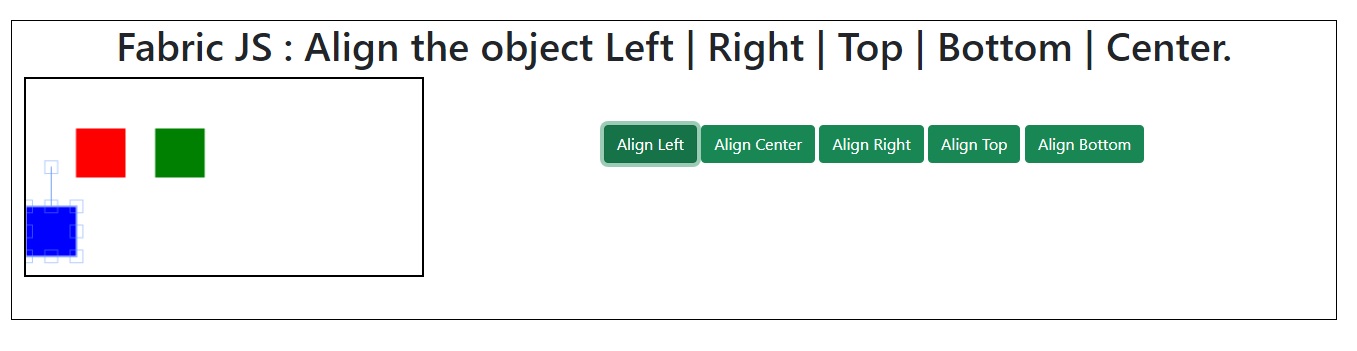 Fabric JS : Align the object Left | Right | Top | Bottom | Center.
Align Left Align Center Align Right Align Top Align Bottom